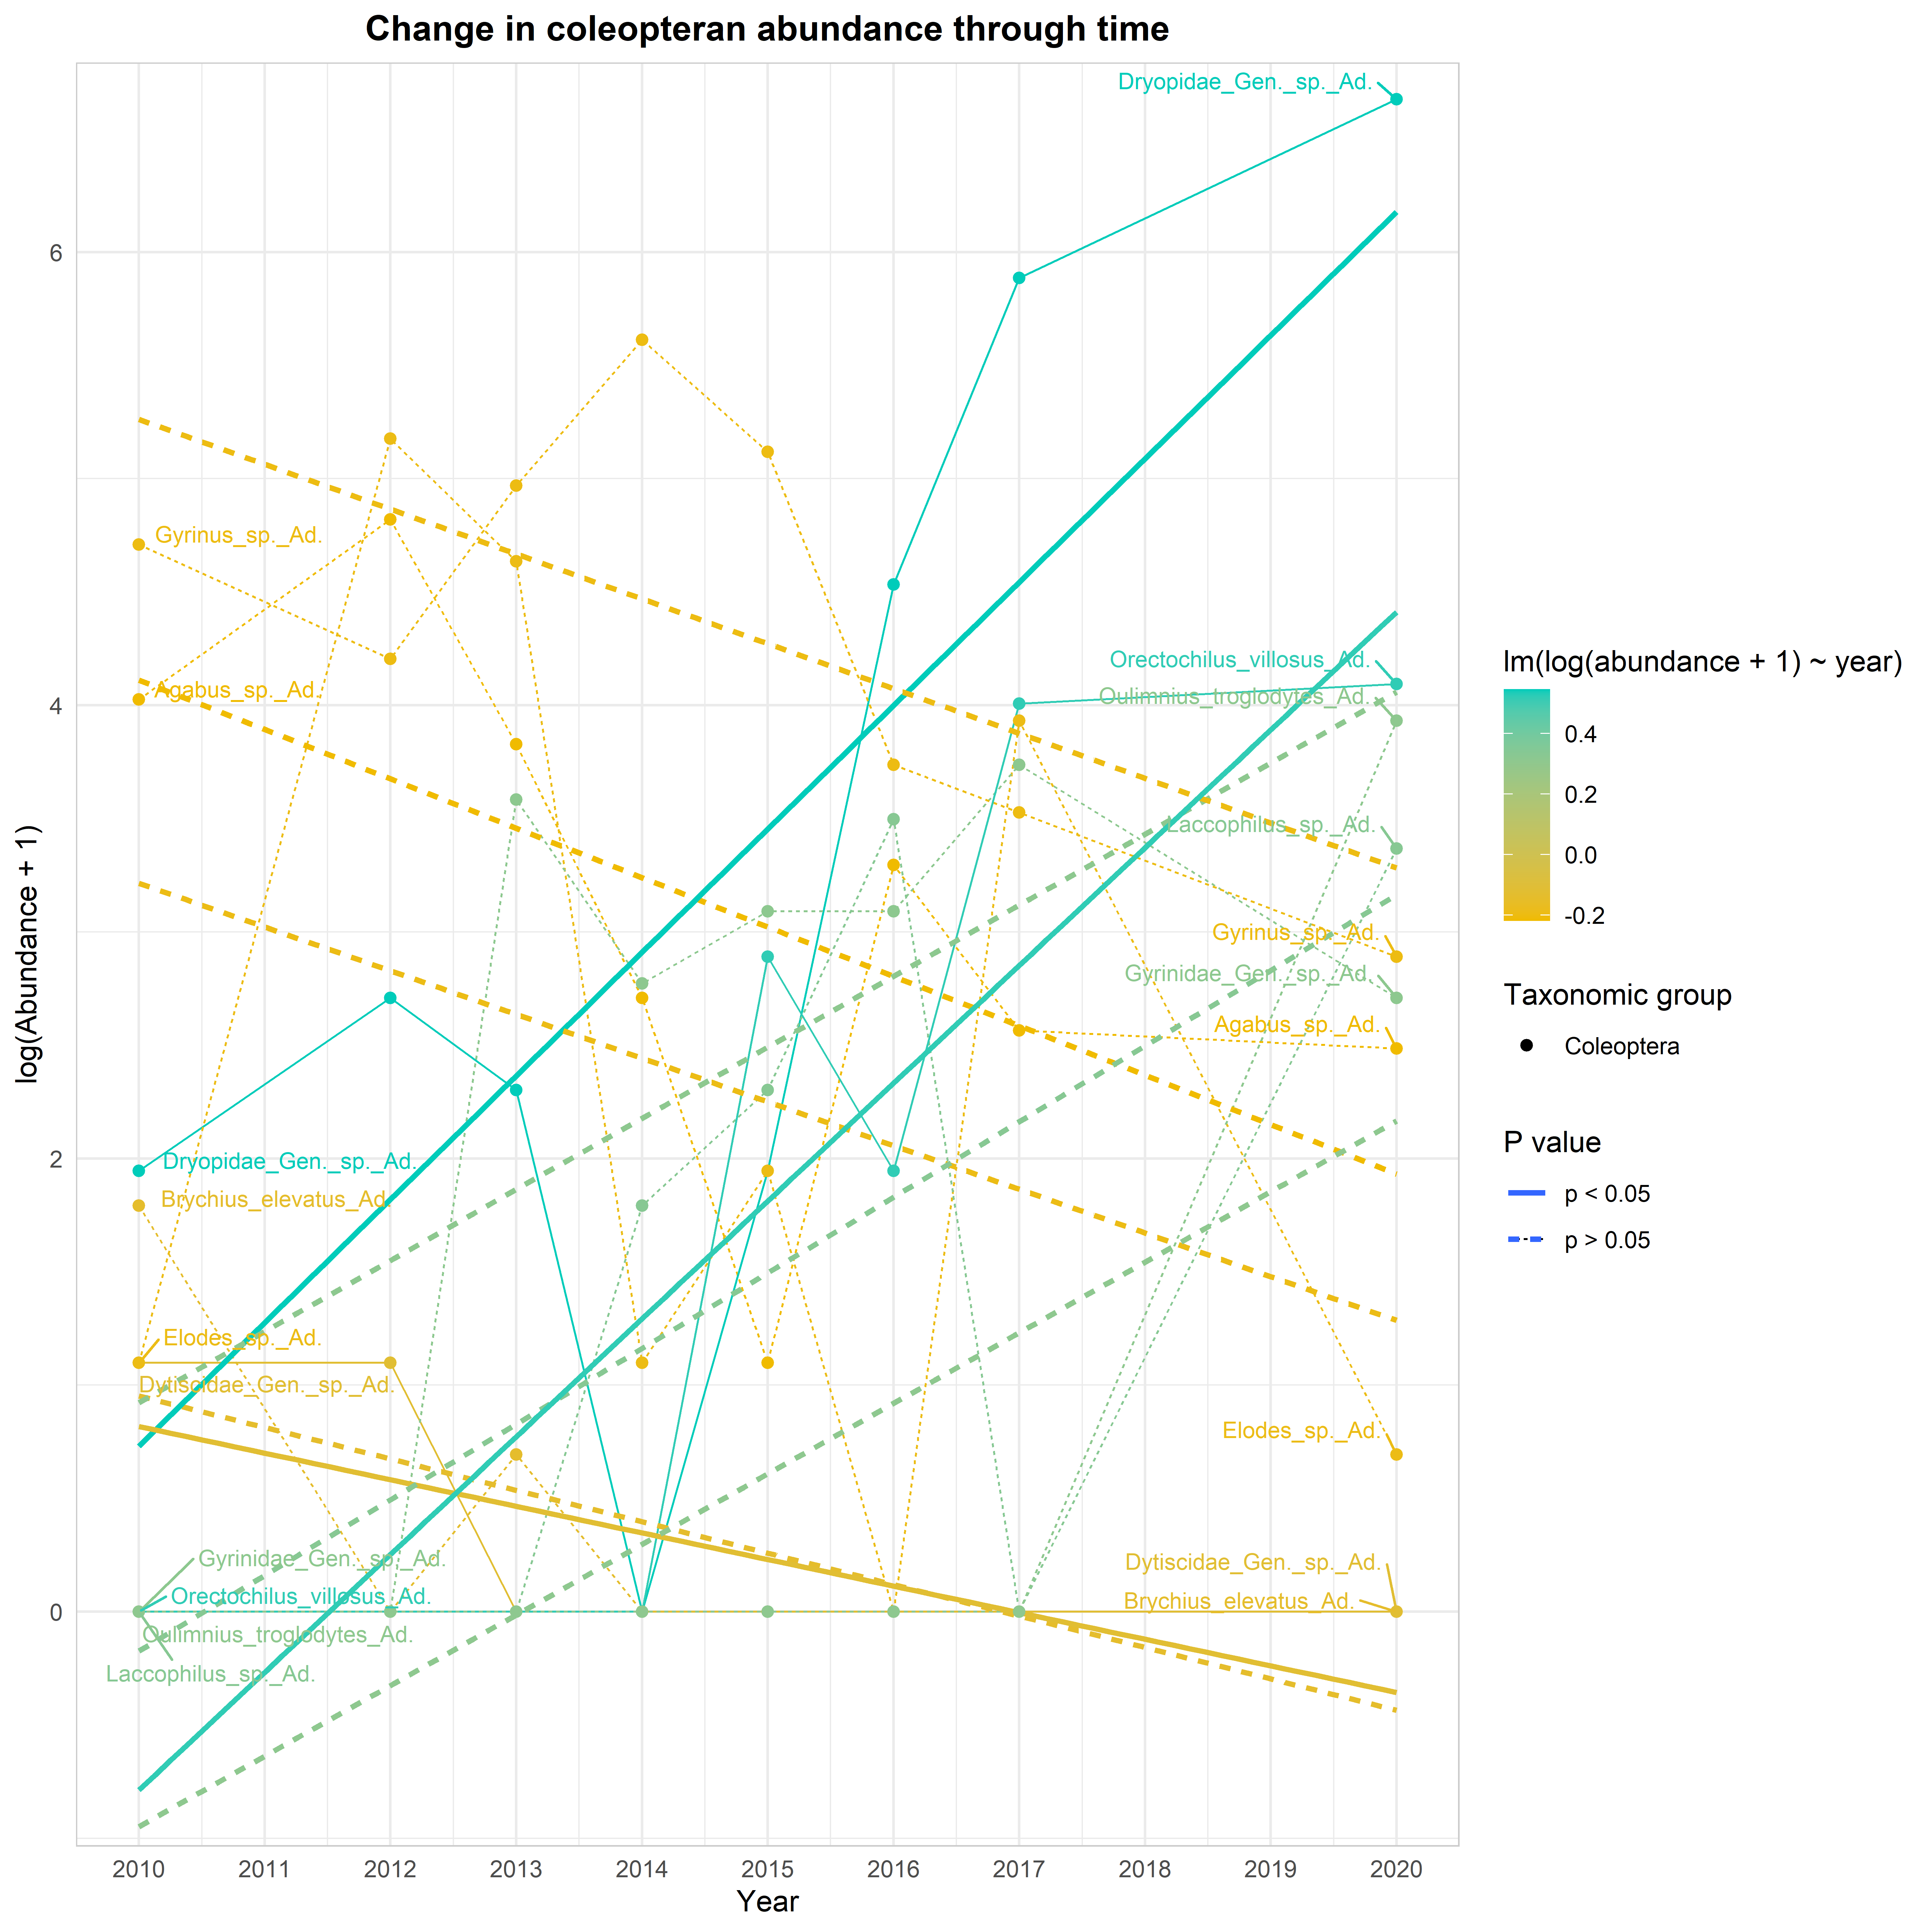 Change in coleopteran abundance through time
Dryopidae_Gen._sp._Ad.
6
Gyrinus_sp._Ad.
Orectochilus_villosus_Ad.
Agabus_sp._Ad.
Oulimnius_troglodytes_Ad.
4
Laccophilus_sp._Ad.
Gyrinus_sp._Ad.
Gyrinidae_Gen._sp._Ad.
Agabus_sp._Ad.
log(Abundance + 1)
2
Dryopidae_Gen._sp._Ad.
Brychius_elevatus_Ad.
Elodes_sp._Ad.
Dytiscidae_Gen._sp._Ad.
Elodes_sp._Ad.
Gyrinidae_Gen._sp._Ad.
Dytiscidae_Gen._sp._Ad.
Orectochilus_villosus_Ad.
Brychius_elevatus_Ad.
0
Oulimnius_troglodytes_Ad.
Laccophilus_sp._Ad.
2010 2011 2012 2013 2014 2015 2016 2017 2018 2019 2020
Year
lm(log(abundance + 1) ~ year)
0.4
0.2
0.0
-0.2
Taxonomic group
Coleoptera
P value
p < 0.05
p > 0.05